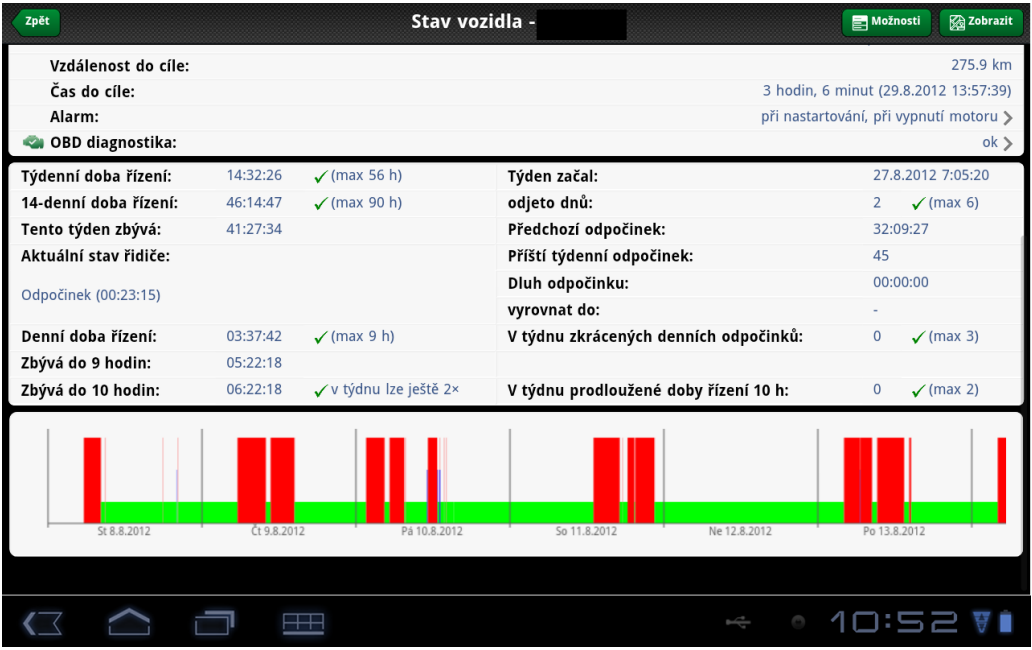 Zpět
Stav vozidla -
Možnosti
Zobrazit
Vzdálenost do cíle: 275.9 km
Čas do cíle: 3 hodin, 6 minut (29.8.2012 13:57:39)
Alarm: při nastartování, při vypnutí motoru
OBD diagnostika: ok
Týdenní doba řízení: 14:32:26 (max 56 h) Týden začal: 27.8.2012 7:05:20
14-denní doba řízení: 46:14:47 (max 90 h) odjeto dnů: 2 (max 6)
Tento týden zbývá: 41:27:34 Předchozí odpočinek: 32:09:27
Aktuální stav řidiče: Příští týdenní odpočinek: 45
Odpočinek (00:23:15) Dluh odpočinku: 00:00:00
vyrovnat do: -
Denní doba řízení: 03:37:42 (max 9 h) V týdnu zkrácených denních odpočinků: 0 (max 3)
Zbývá do 9 hodin: 05:22:18
Zbývá do 10 hodin: 06:22:18 v týdnu lze ještě 2× V týdnu prodloužené doby řízení 10 h: 0 (max 2)
St 8.8.2012 Čt 9.8.2012 Pá 10.8.2012 So 11.8.2012 Ne 12.8.2012 Po 13.8.2012
10:52